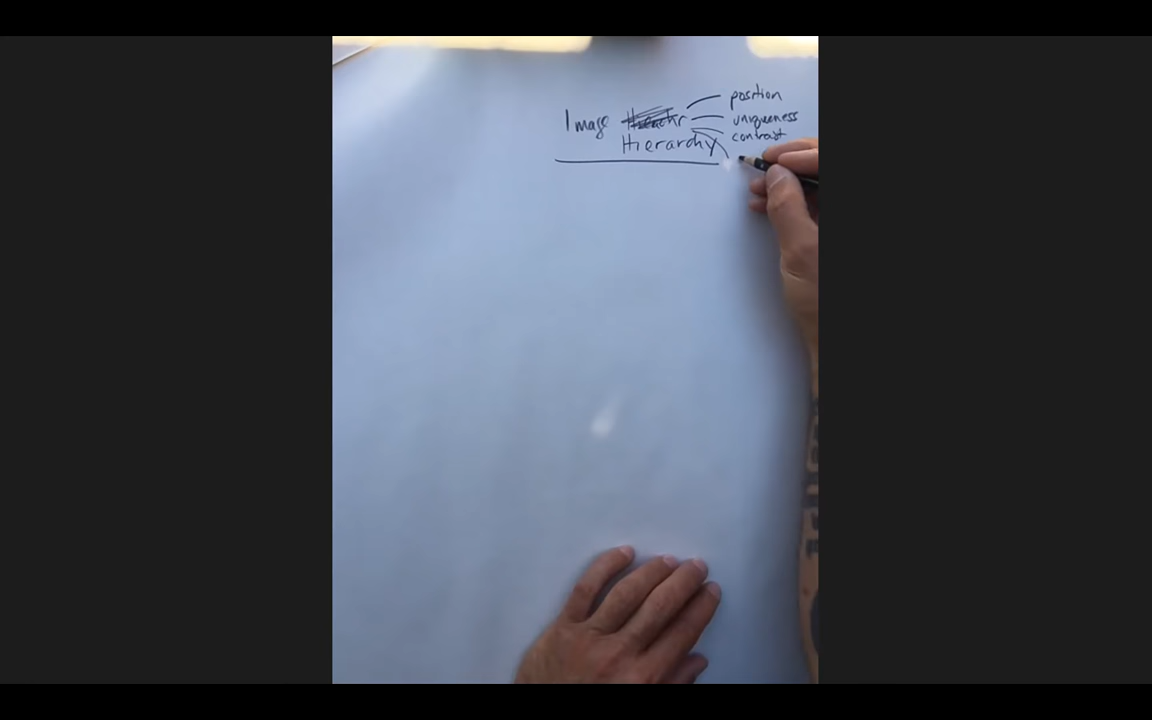 position
Image
uniqueness
contrast
Hierarchy